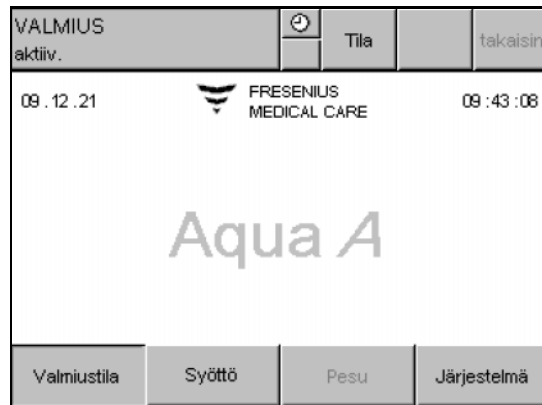 VALMIUS
aktiiv.
Tila
takaisin
09.12.21
FRESENIUS
MEDICAL CARE
09:43:08
Aqua A
Valmiustila
Syöttö
Pesu
Järjestelmä